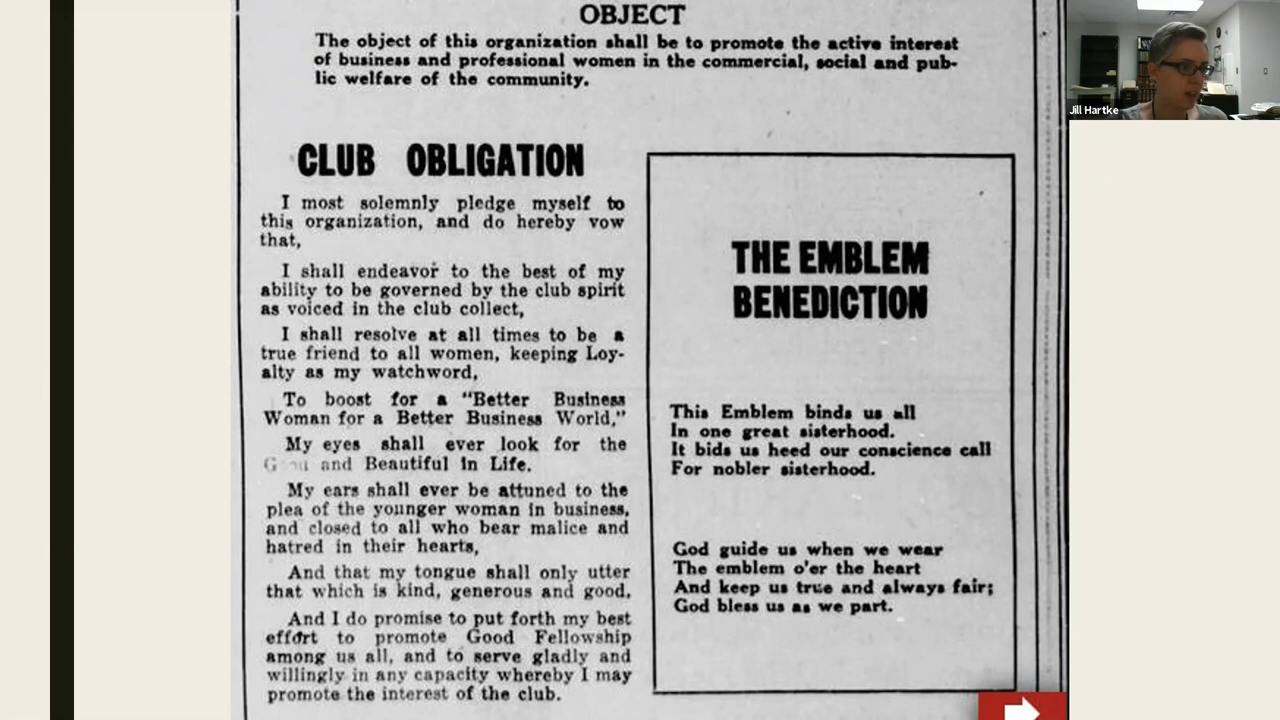 OBJECT
The object of this organization shall be to promote the active interest
of business and professional women in the commercial, social and pub-
lic welfare of the community.
CLUB OBLIGATION
I most solemnly pledge myself to
this organization, and do hereby vow
that,
I shall endeavor to the best of my
ability to be governed by the club spirit
as voiced in the club collect,
I shall resolve at all times to be a
true friend to all women, keeping Loy-
alty as my watchword,
To boost for a "Better Business
Woman for a Better Business World,"
My eyes shall ever look for the
and Beautiful in Life.
My ears shall ever be attuned to the
plea of the younger woman in business,
and closed to all who bear malice and
hatred in their hearts,
And that my tongue shall only utter
that which is kind, generous and good,
And I do promise to put forth my best
effort to promote Good Fellowship
among us all, and to serve gladly and
willingly in any capacity whereby I may
promote the interest of the club.
THE EMBLEM
BENEDICTION
This Emblem binds us all
In one great sisterhood.
It bids us heed our conscience call
For nobler sisterhood.
God guide us when we wear
The emblem o'er the heart
And keep us true and always fair;
God bless us as we part.
Jill Hartke